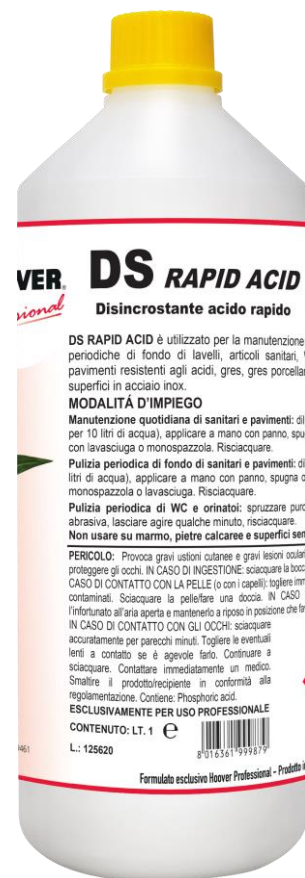 VER
DS RAPID ACID
sional
Disincrostante acido rapido
DS RAPID ACID è utilizzato per la manutenzione
periodiche di fondo di lavelli, articoli sanitari,
pavimenti resistenti agli acidi, gres, gres porcellan
superfici in acciaio inox.
MODALITÁ D'IMPIEGO
Manutenzione quotidiana di sanitari e pavimenti: dil
per 10 litri di acqua), applicare a mano con panno, spug
con lavasciuga o monospazzola. Risciacquare.
Pulizia periodica di fondo di sanitari e pavimenti: di
litri di acqua), applicare a mano con panno, spugna o
monospazzola o lavasciuga. Risciacquare.
Pulizia periodica di WC e orinatoi: spruzzare puro
abrasiva, lasciare agire qualche minuto, risciacquare.
Non usare su marmo, pietre calcaree e superfici sen
PERICOLO: Provoca gravi ustioni cutanee e gravi lesioni oculari
proteggere gli occhi. IN CASO DI INGESTIONE: sciacquare la bocca
CASO DI CONTATTO CON LA PELLE (o con i capelli): togliere imm
contaminati. Sciacquare la pelle/fare una doccia. IN CASO
l'infortunato all'aria aperta e mantenerlo a riposo in posizione che fav
IN CASO DI CONTATTO CON GLI OCCHI: sciacquare
accuratamente per parecchi minuti. Togliere le eventuali
lenti a contatto se è agevole farlo. Continuare a
sciacquare. Contattare immediatamente un medico.
Smaltire il prodotto/recipiente in conformità alla
regolamentazione. Contiene: Phosphoric acid.
ESCLUSIVAMENTE PER USO PROFESSIONALE
CONTENUTO: LT. 1 e
L.: 125620
8 016361 999879
Formulato esclusivo Hoover Professional – Prodotto in